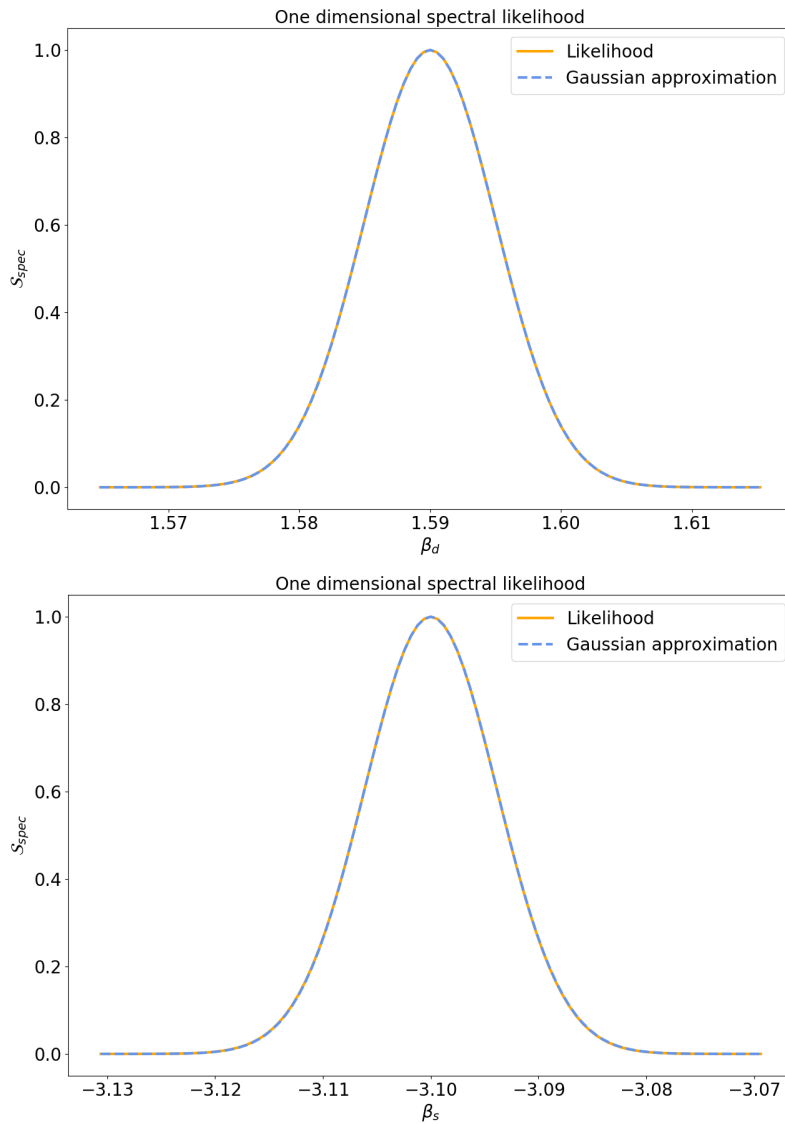 One dimensional spectral likelihood
Likelihood
Gaussian approximation
1.0
0.8
0.6
0.4
0.2
0.0
𝒮spec
1.57 1.58 1.59 1.60 1.61
βd
One dimensional spectral likelihood
Likelihood
Gaussian approximation
1.0
0.8
0.6
0.4
0.2
0.0
𝒮spec
−3.13 −3.12 −3.11 −3.10 −3.09 −3.08 −3.07
βs